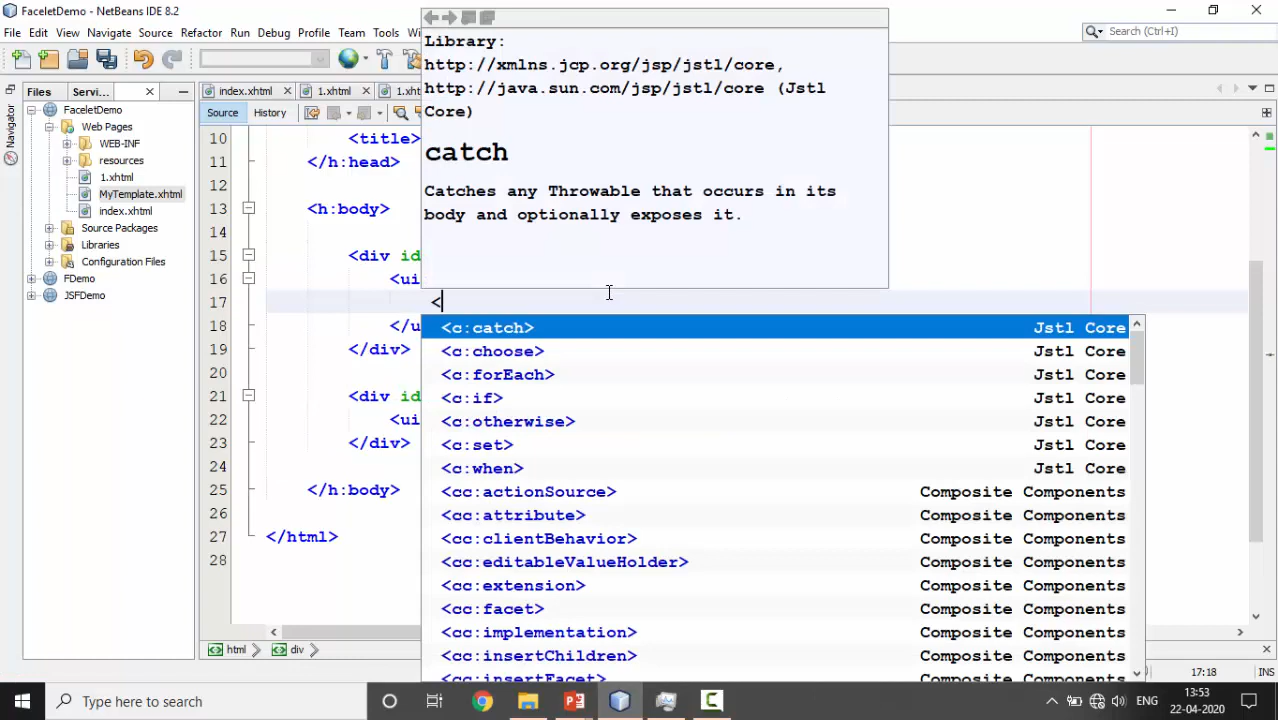 FaceletDemo - NetBeans IDE 8.2
File Edit View Navigate Source Refactor Run Debug Profile Team Tools Wi
Search (Ctrl+I)
Library:
http://xmlns.jcp.org/jsp/jstl/core,
http://java.sun.com/jsp/jstl/core (Jstl
Core)
catch
Catches any Throwable that occurs in its
body and optionally exposes it.
Files Servi...
Navigator
FaceletDemo
Web Pages
WEB-INF
resources
1.xhtml
MyTemplate.xhtml
index.xhtml
Source Packages
Libraries
Configuration Files
FDemo
JSFDemo
index.xhtml 1.xhtml 1.xht
Source History
10 <title>
11 </h:head>
12
13 <h:body>
14
15 <div id
16 <ui
17 <
18 </u
19 </div>
20
21 <div id
22 <ui
23 </div>
24
25 </h:body>
26
27 </html>
28
<c:catch> Jstl Core
<c:choose> Jstl Core
<c:forEach> Jstl Core
<c:if> Jstl Core
<c:otherwise> Jstl Core
<c:set> Jstl Core
<c:when> Jstl Core
<cc:actionSource> Composite Components
<cc:attribute> Composite Components
<cc:clientBehavior> Composite Components
<cc:editableValueHolder> Composite Components
<cc:extension> Composite Components
<cc:facet> Composite Components
<cc:implementation> Composite Components
<cc:insertChildren> Composite Components
<cc:insertFacet> Composite Components
html div
17:18 INS
Type here to search
ENG
13:53
22-04-2020